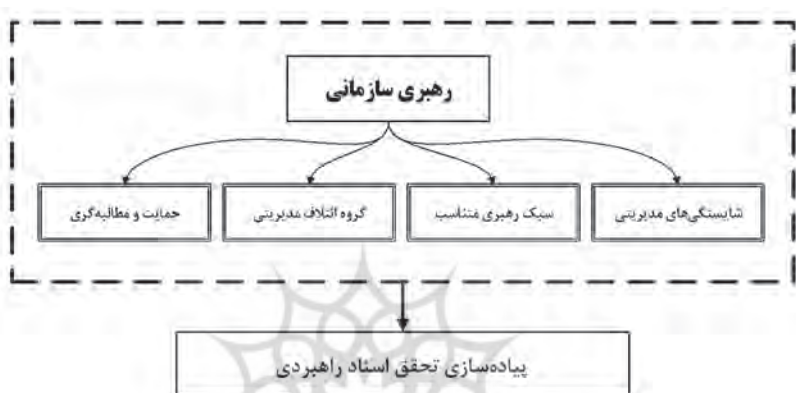 رهبری سازمانی
شایستگی‌های مدیریتی
سبک رهبری متناسب
گروه ائتلاف مدیریتی
حمایت و مطالبه‌گری
پیاده‌سازی تحقق اسناد راهبردی